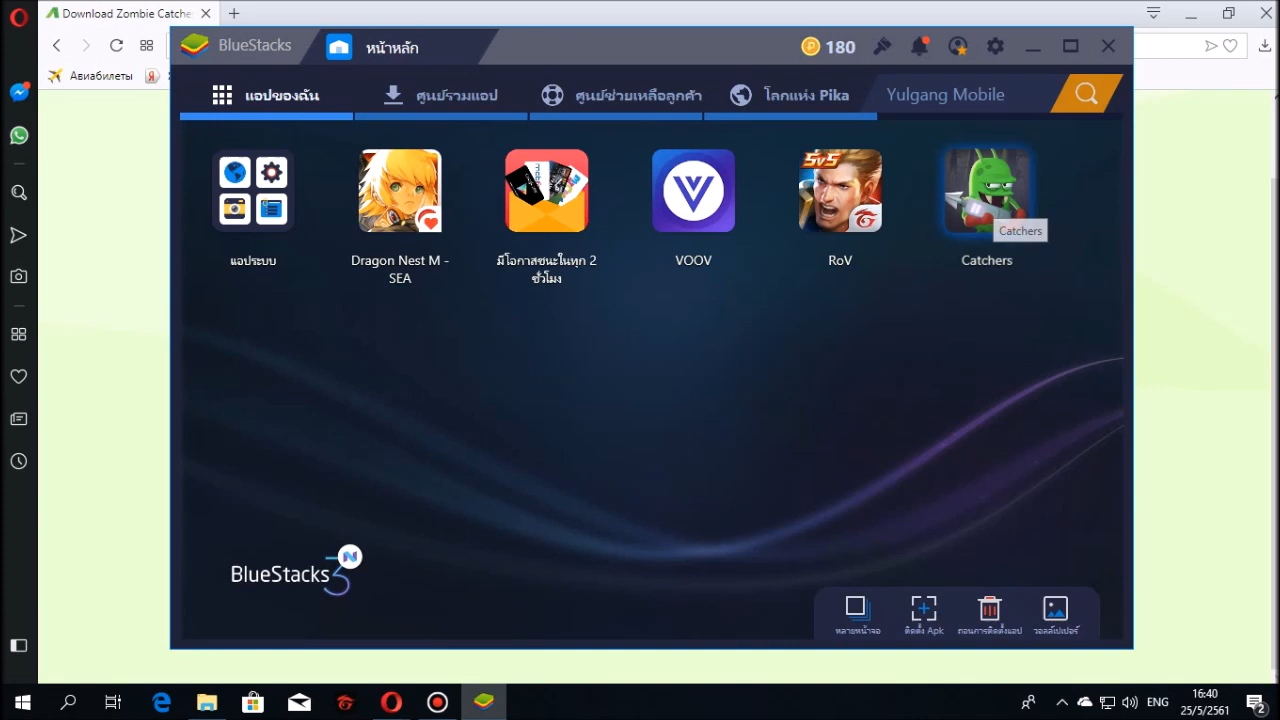 Download Zombie Catche
Авиабилеты
BlueStacks
หน้าหลัก
180
แอปของฉัน
ศูนย์รวมแอป
ศูนย์ช่วยเหลือลูกค้า
โลกแห่ง Pika
Yulgang Mobile
5v5
Catchers
แอประบบ
Dragon Nest M -
SEA
มีโอกาสชนะในทุก 2
ชั่วโมง
VOOV
RoV
Catchers
BlueStacks 3 N
หลายหน้าจอ
ติดตั้ง Apk
ถอนการติดตั้งแอป
วอลล์เปเปอร์
ENG
16:40
25/5/2561
2